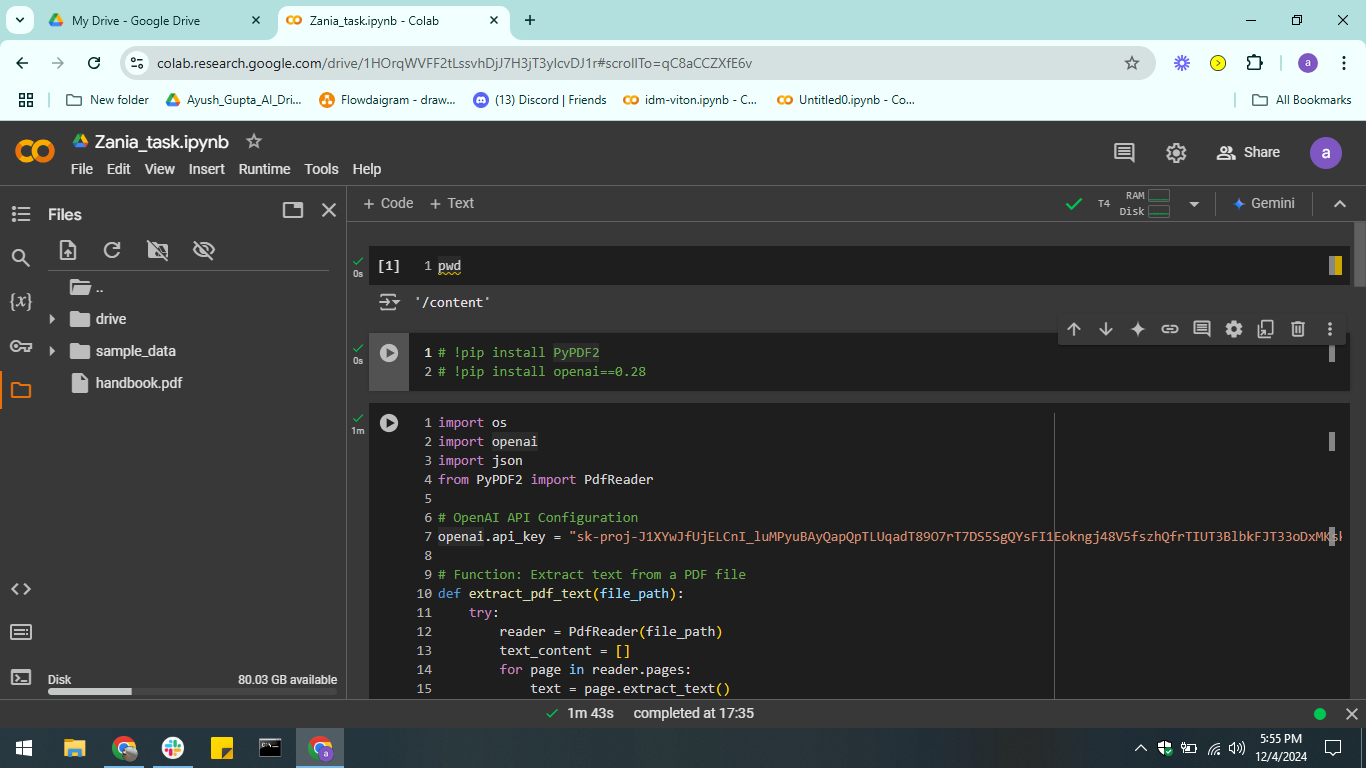 My Drive - Google Drive
Zania_task.ipynb - Colab
colab.research.google.com/drive/1HOrqWVFF2tLssvhDjJ7H3jT3yIcvDJ1r#scrollTo=qC8aCCZXfE6v
a
New folder
Ayush_Gupta_AI_Dri...
Flowdaigram - draw...
(13) Discord | Friends
idm-viton.ipynb - C...
Untitled0.ipynb - Co...
All Bookmarks
Zania_task.ipynb
File Edit View Insert Runtime Tools Help
Share
a
Files
+ Code + Text
T4
RAM
Disk
Gemini
..
drive
sample_data
handbook.pdf
{x}
Disk
80.03 GB available
0s
[1]
1 pwd
'/content'
0s
1 # !pip install PyPDF2
2 # !pip install openai==0.28
1m
1 import os
2 import openai
3 import json
4 from PyPDF2 import PdfReader
5
6 # OpenAI API Configuration
7 openai.api_key = "
8
9 # Function: Extract text from a PDF file
10 def extract_pdf_text(file_path):
11 try:
12 reader = PdfReader(file_path)
13 text_content = []
14 for page in reader.pages:
15 text = page.extract_text()
1m 43s completed at 17:35
a
5:55 PM
12/4/2024